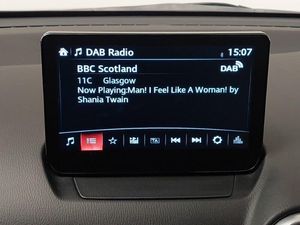 DAB Radio 15:07
BBC Scotland DAB
11C Glasgow
Now Playing:Man! I Feel Like A Woman! by
Shania Twain